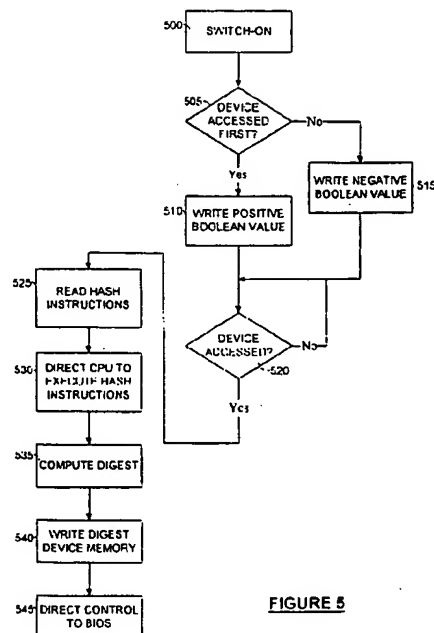 500
SWITCH-ON
505
DEVICE
ACCESSED
FIRST?
No
Yes
510
WRITE POSITIVE
BOOLEAN VALUE
WRITE NEGATIVE
BOOLEAN VALUE
515
DEVICE
ACCESSED?
No
520
Yes
525
READ HASH
INSTRUCTIONS
530
DIRECT CPU TO
EXECUTE HASH
INSTRUCTIONS
535
COMPUTE DIGEST
540
WRITE DIGEST
DEVICE MEMORY
545
DIRECT CONTROL
TO BIOS
FIGURE 5